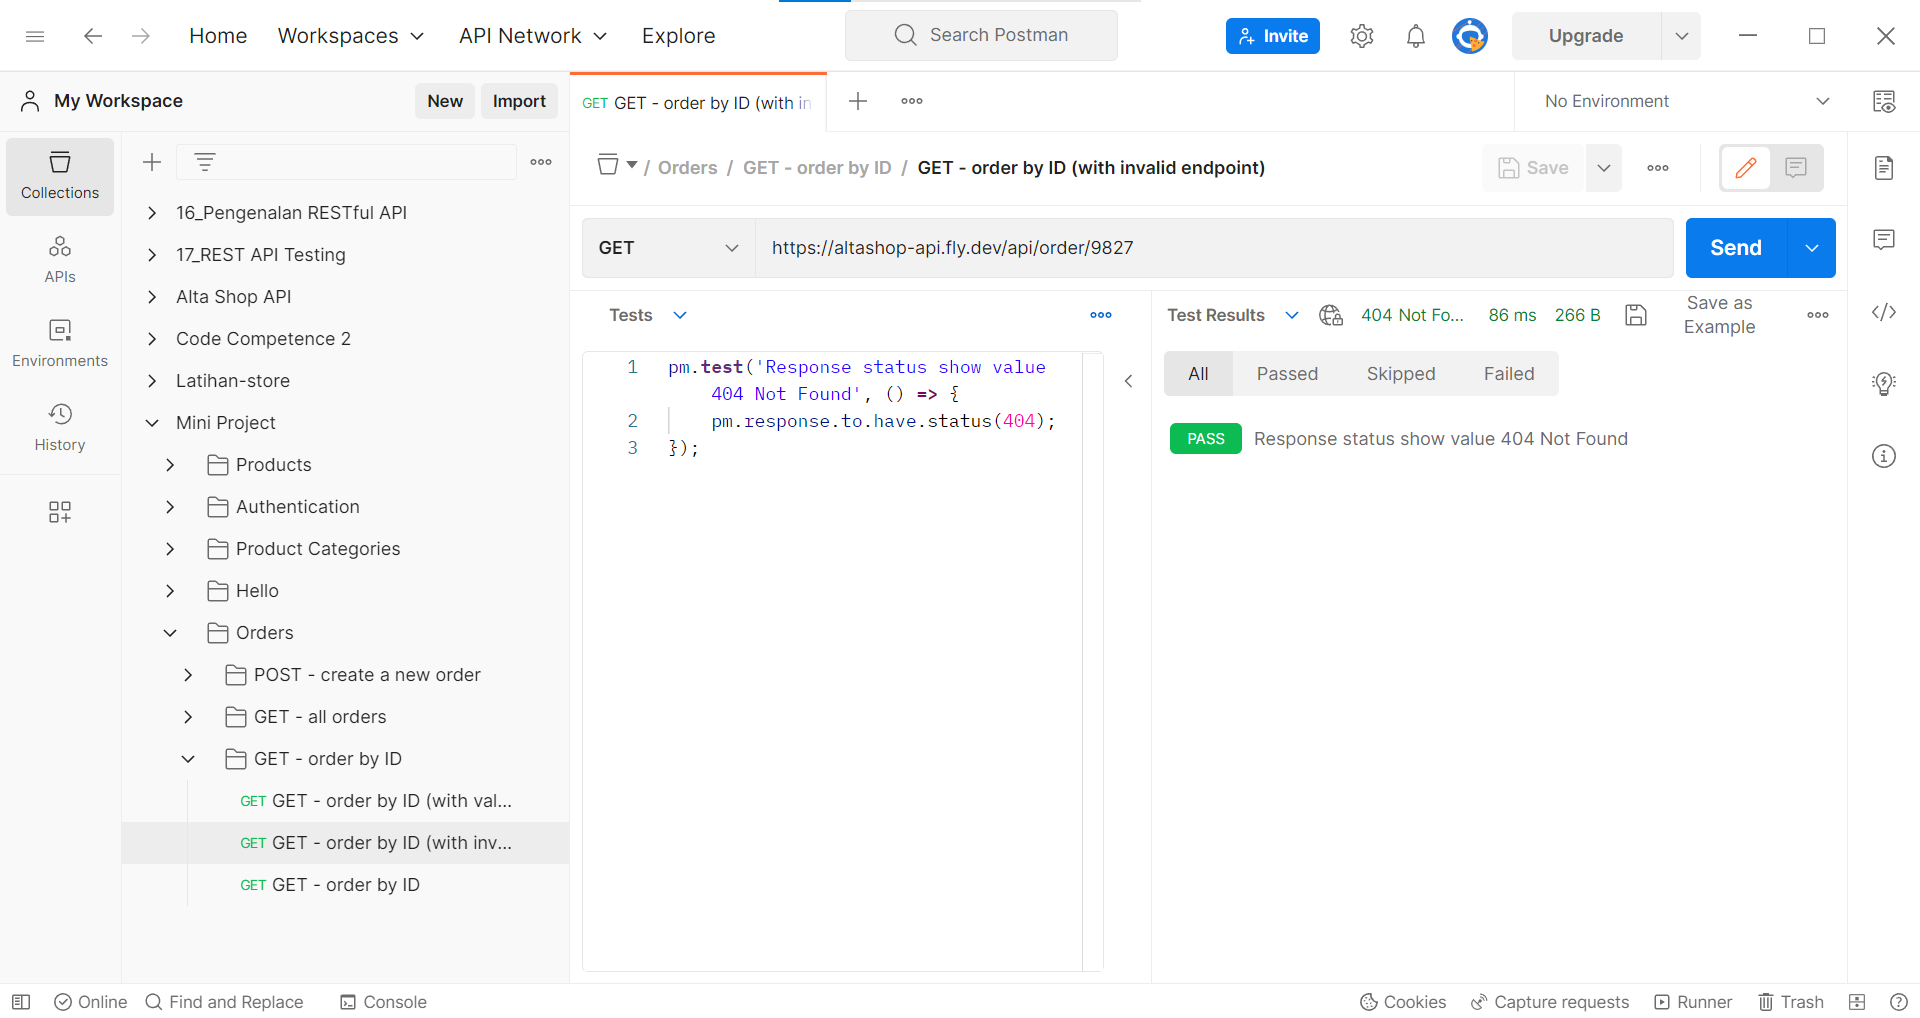 Home Workspaces API Network Explore Search Postman Invite Upgrade
My Workspace New Import GET GET - order by ID (with in No Environment
Collections
APIs
Environments
History
16_Pengenalan RESTful API
17_REST API Testing
Alta Shop API
Code Competence 2
Latihan-store
Mini Project
Products
Authentication
Product Categories
Hello
Orders
POST - create a new order
GET - all orders
GET - order by ID
GET GET - order by ID (with val...
GET GET - order by ID (with inv...
GET GET - order by ID
/ Orders / GET - order by ID / GET - order by ID (with invalid endpoint) Save
GET https://altashop-api.fly.dev/api/order/9827 Send
Tests
1 pm.test('Response status show value
404 Not Found', () => {
2 pm.response.to.have.status(404);
3 });
Test Results 404 Not Fo... 86 ms 266 B Save as
Example
All Passed Skipped Failed
PASS Response status show value 404 Not Found
Online Find and Replace Console Cookies Capture requests Runner Trash